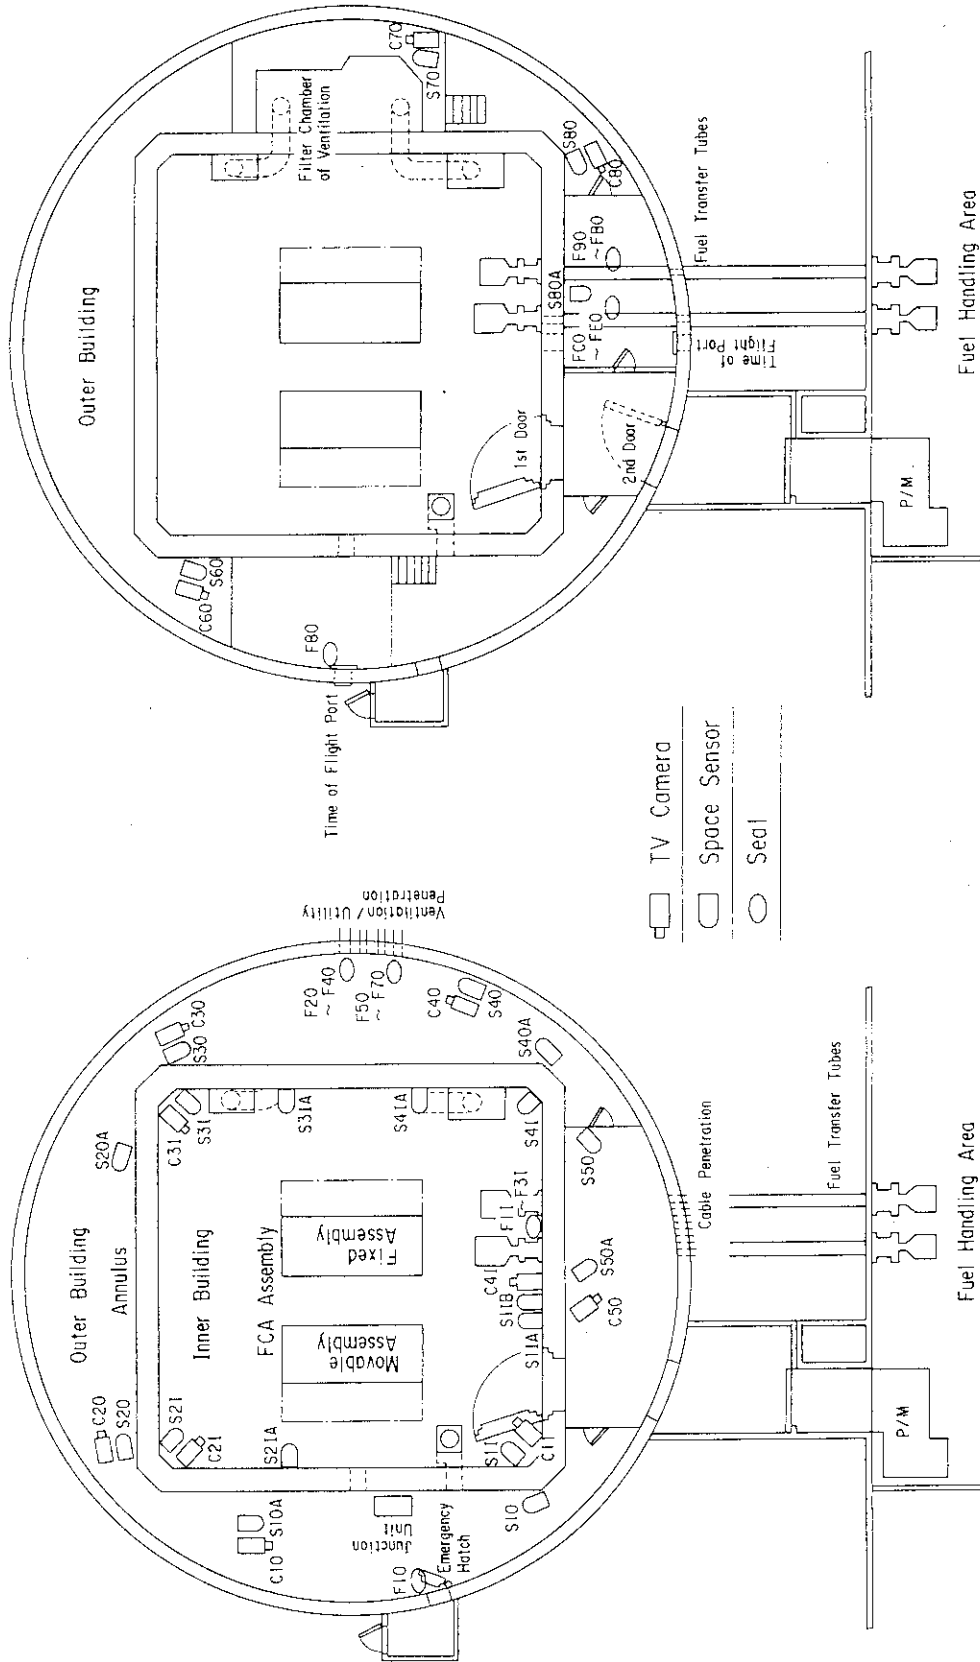 Outer Building
Annulus
Inner Building
FCA Assembly
Movable
Assembly
Fixed
Assembly
C20
S20
S20A
C30
S30
S21
C21
C31
S31
S21A
S31A
C10
S10A
Junction
Unit
F10
Emergency
Hatch
S10
S11
C11
S11A
S11B
C41
F11
~F31
S41A
S41
Ventilation/Utility
Penetration
F20
~ F40
F50
~ F70
C40
S40
S40A
S50
S50A
C50
Cable Penetration
Fuel Transfer Tubes
P/M
Fuel Handling Area
TV Camera
Space Sensor
Seal
Outer Building
C60
S60
F80
Time of Flight Port
Filter Chamber
of Ventilation
C70
S70
1st Door
2nd Door
S80A
FC0
~ FE0
F90
~ FB0
S80
C80
Time of
Flight Port
Fuel Transfer Tubes
P/M
Fuel Handling Area